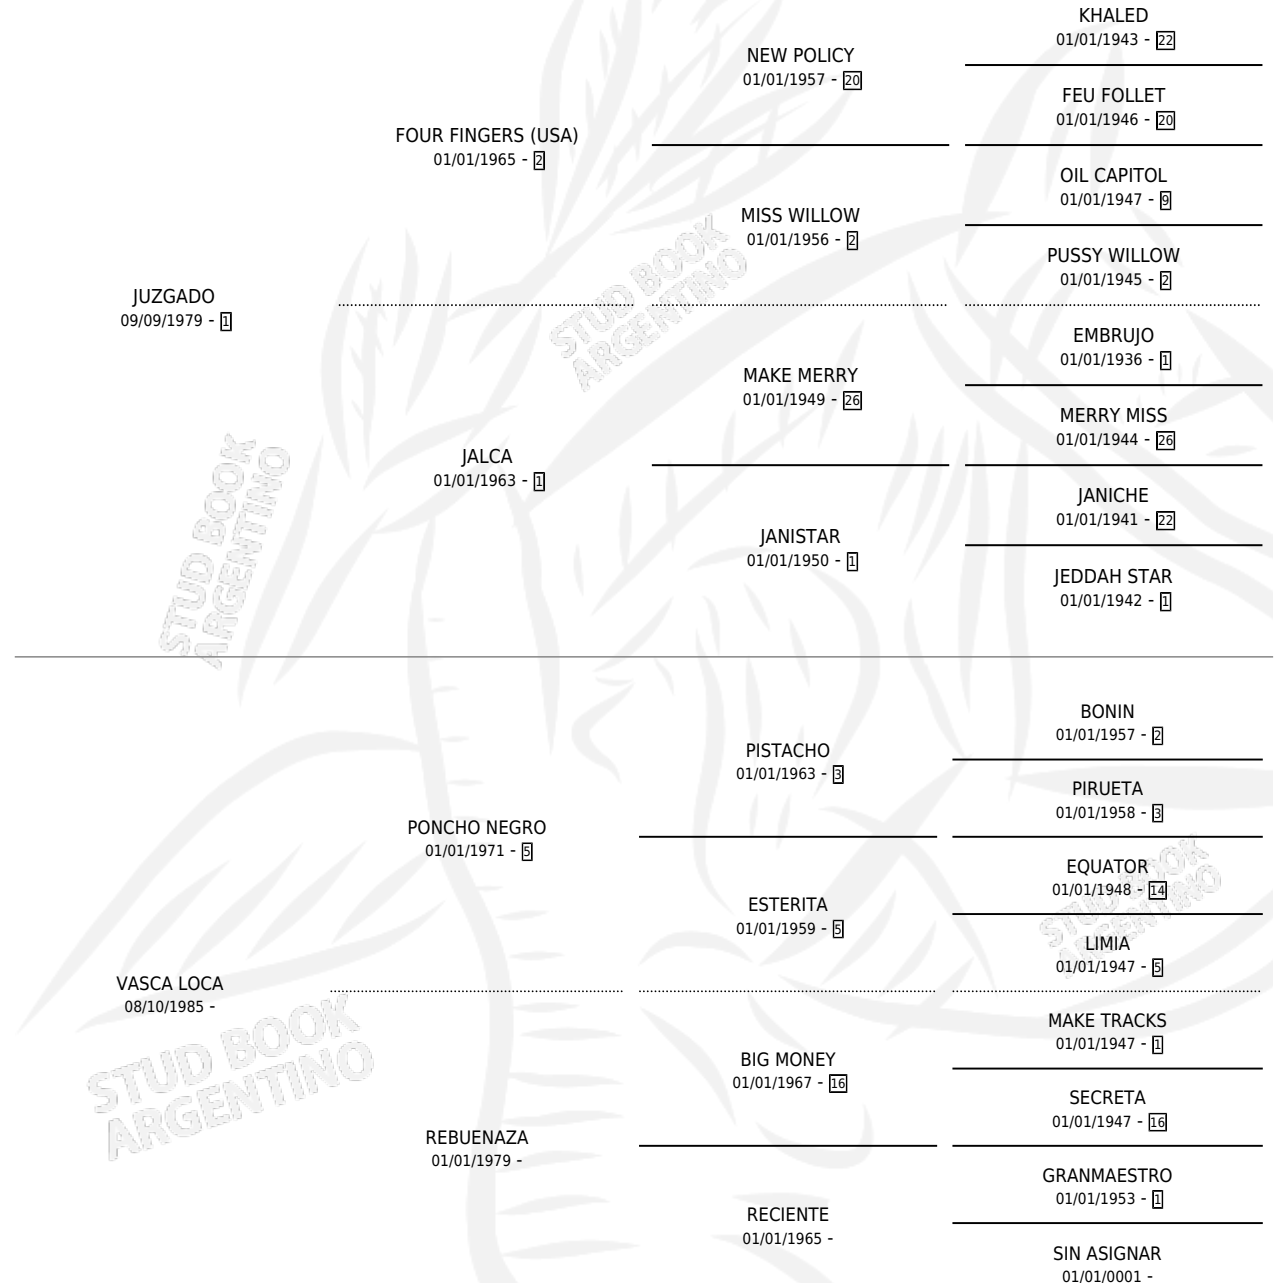 KHALED
01/01/1943 - 22
NEW POLICY
01/01/1957 - 20
FEU FOLLET
01/01/1946 - 20
FOUR FINGERS (USA)
01/01/1965 - 2
OIL CAPITOL
01/01/1947 - 9
MISS WILLOW
01/01/1956 - 2
PUSSY WILLOW
01/01/1945 - 2
JUZGADO
09/09/1979 - 1
EMBRUJO
01/01/1936 - 1
MAKE MERRY
01/01/1949 - 26
MERRY MISS
01/01/1944 - 26
JALCA
01/01/1963 - 1
JANICHE
01/01/1941 - 22
JANISTAR
01/01/1950 - 1
JEDDAH STAR
01/01/1942 - 1
STUD BOOK
ARGENTINO
STUD BOOK
ARGENTINO
BONIN
01/01/1957 - 2
PISTACHO
01/01/1963 - 3
PIRUETA
01/01/1958 - 3
PONCHO NEGRO
01/01/1971 - 5
EQUATOR
01/01/1948 - 14
ESTERITA
01/01/1959 - 5
LIMIA
01/01/1947 - 5
STUD BOOK
ARGENTINO
VASCA LOCA
08/10/1985 -
MAKE TRACKS
01/01/1947 - 1
BIG MONEY
01/01/1967 - 16
SECRETA
01/01/1947 - 16
STUD BOOK
ARGENTINO
REBUENAZA
01/01/1979 -
GRANMAESTRO
01/01/1953 - 1
RECIENTE
01/01/1965 -
SIN ASIGNAR
01/01/0001 -